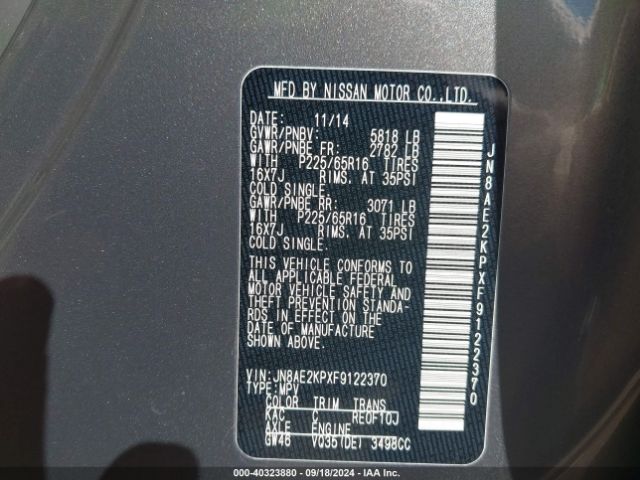 MFD BY NISSAN MOTOR CO.,LTD.
DATE: 11/14
GVWR/PNBV: 5818 LB
GAWR/PNBE FR: 2782 LB
WITH P225/65R16 TIRES
16X7J RIMS, AT 35PSI
COLD SINGLE.
GAWR/PNBE RR: 3071 LB
WITH P225/65R16 TIRES
16X7J RIMS, AT 35PSI
COLD SINGLE.
THIS VEHICLE CONFORMS TO
ALL APPLICABLE FEDERAL
MOTOR VEHICLE SAFETY AND
THEFT PREVENTION STANDA-
RDS IN EFFECT ON THE
DATE OF MANUFACTURE
SHOWN ABOVE.
VIN:JN8AE2KPXF9122370
TYPE:MPV
COLOR TRIM TRANS
KAC C RE0F10J
AXLE ENGINE
GW46 VQ35(DE) 3498CC
JN8AE2KPXF9122370
000-40323880 - 09/18/2024 - IAA Inc.